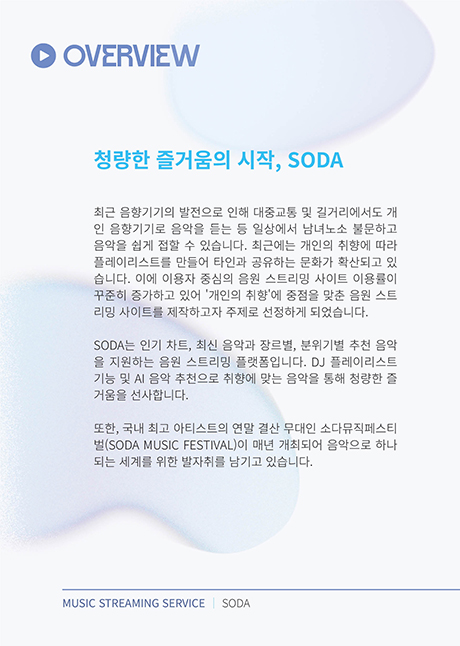 OVERVIEW
청량한 즐거움의 시작, SODA
최근 음향기기의 발전으로 인해 대중교통 및 길거리에서도 개
인 음향기기로 음악을 듣는 등 일상에서 남녀노소 불문하고
음악을 쉽게 접할 수 있습니다. 최근에는 개인의 취향에 따라
플레이리스트를 만들어 타인과 공유하는 문화가 확산되고 있
습니다. 이에 이용자 중심의 음원 스트리밍 사이트 이용률이
꾸준히 증가하고 있어 '개인의 취향'에 중점을 맞춘 음원 스트
리밍 사이트를 제작하고자 주제로 선정하게 되었습니다.
SODA는 인기 차트, 최신 음악과 장르별, 분위기별 추천 음악
을 지원하는 음원 스트리밍 플랫폼입니다. DJ 플레이리스트
기능 및 AI 음악 추천으로 취향에 맞는 음악을 통해 청량한 즐
거움을 선사합니다.
또한, 국내 최고 아티스트의 연말 결산 무대인 소다뮤직페스티
벌(SODA MUSIC FESTIVAL)이 매년 개최되어 음악으로 하나
되는 세계를 위한 발자취를 남기고 있습니다.
MUSIC STREAMING SERVICE | SODA